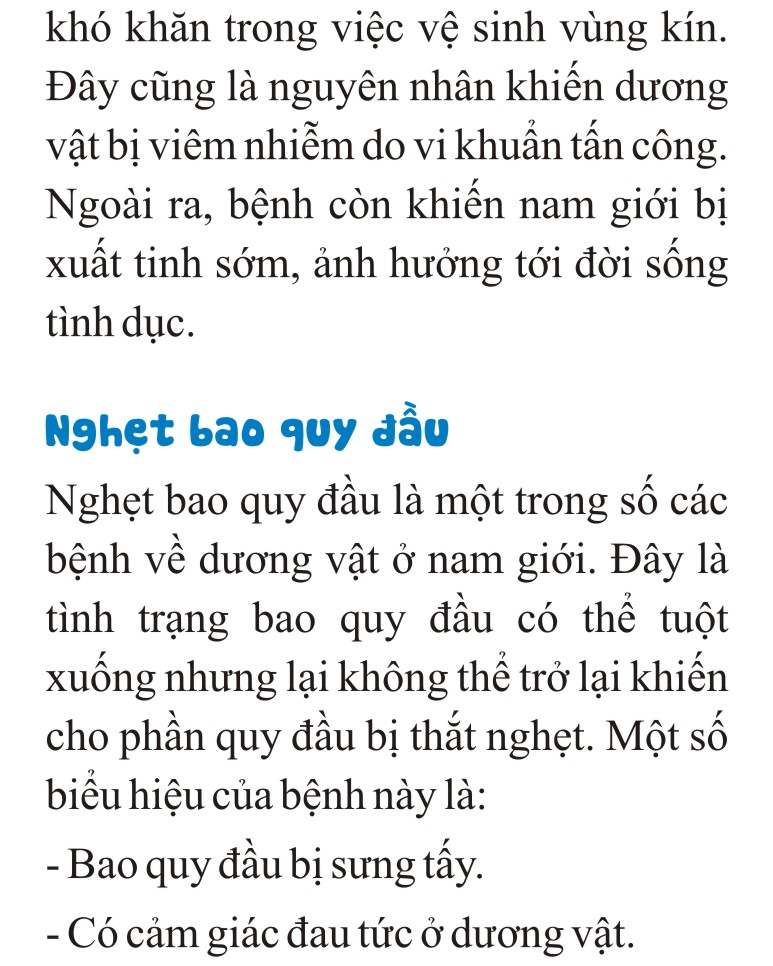 khó khăn trong việc vệ sinh vùng kín.
Đây cũng là nguyên nhân khiến dương
vật bị viêm nhiễm do vi khuẩn tấn công.
Ngoài ra, bệnh còn khiến nam giới bị
xuất tinh sớm, ảnh hưởng tới đời sống
tình dục.
Nghẹt bao quy đầu
Nghẹt bao quy đầu là một trong số các
bệnh về dương vật ở nam giới. Đây là
tình trạng bao quy đầu có thể tuột
xuống nhưng lại không thể trở lại khiến
cho phần quy đầu bị thắt nghẹt. Một số
biểu hiệu của bệnh này là:
- Bao quy đầu bị sưng tấy.
- Có cảm giác đau tức ở dương vật.